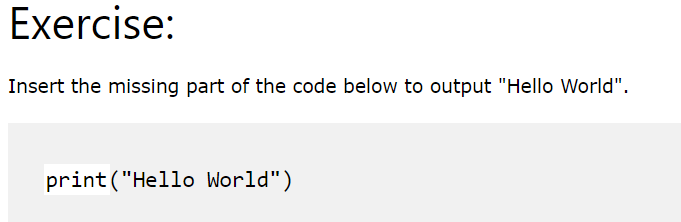 Exercise:
Insert the missing part of the code below to output "Hello World".
print("Hello World")